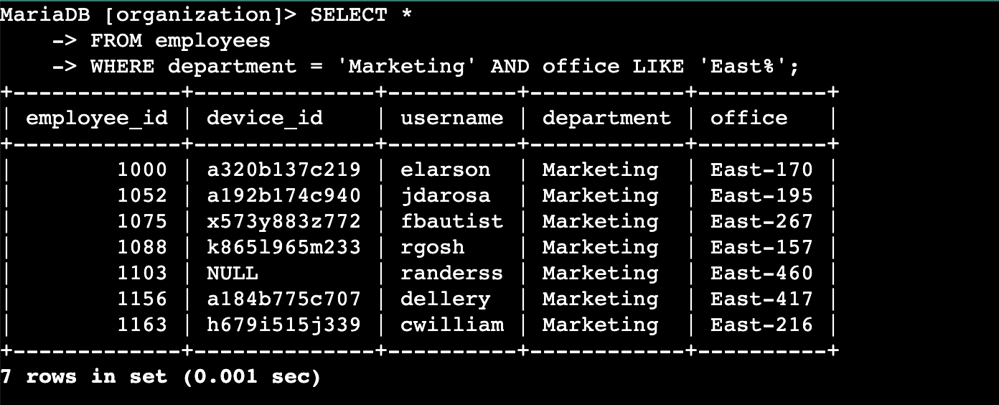 MariaDB [organization]> SELECT *
    -> FROM employees
    -> WHERE department = 'Marketing' AND office LIKE 'East%';
+-------------+--------------+----------+------------+----------+
| employee_id | device_id    | username | department | office   |
+-------------+--------------+----------+------------+----------+
|        1000 | a320b137c219 | elarson  | Marketing  | East-170 |
|        1052 | a192b174c940 | jdarosa  | Marketing  | East-195 |
|        1075 | x573y883z772 | fbautist | Marketing  | East-267 |
|        1088 | k865l965m233 | rgosh    | Marketing  | East-157 |
|        1103 | NULL         | randerss | Marketing  | East-460 |
|        1156 | a184b775c707 | dellery  | Marketing  | East-417 |
|        1163 | h679i515j339 | cwilliam | Marketing  | East-216 |
+-------------+--------------+----------+------------+----------+
7 rows in set (0.001 sec)